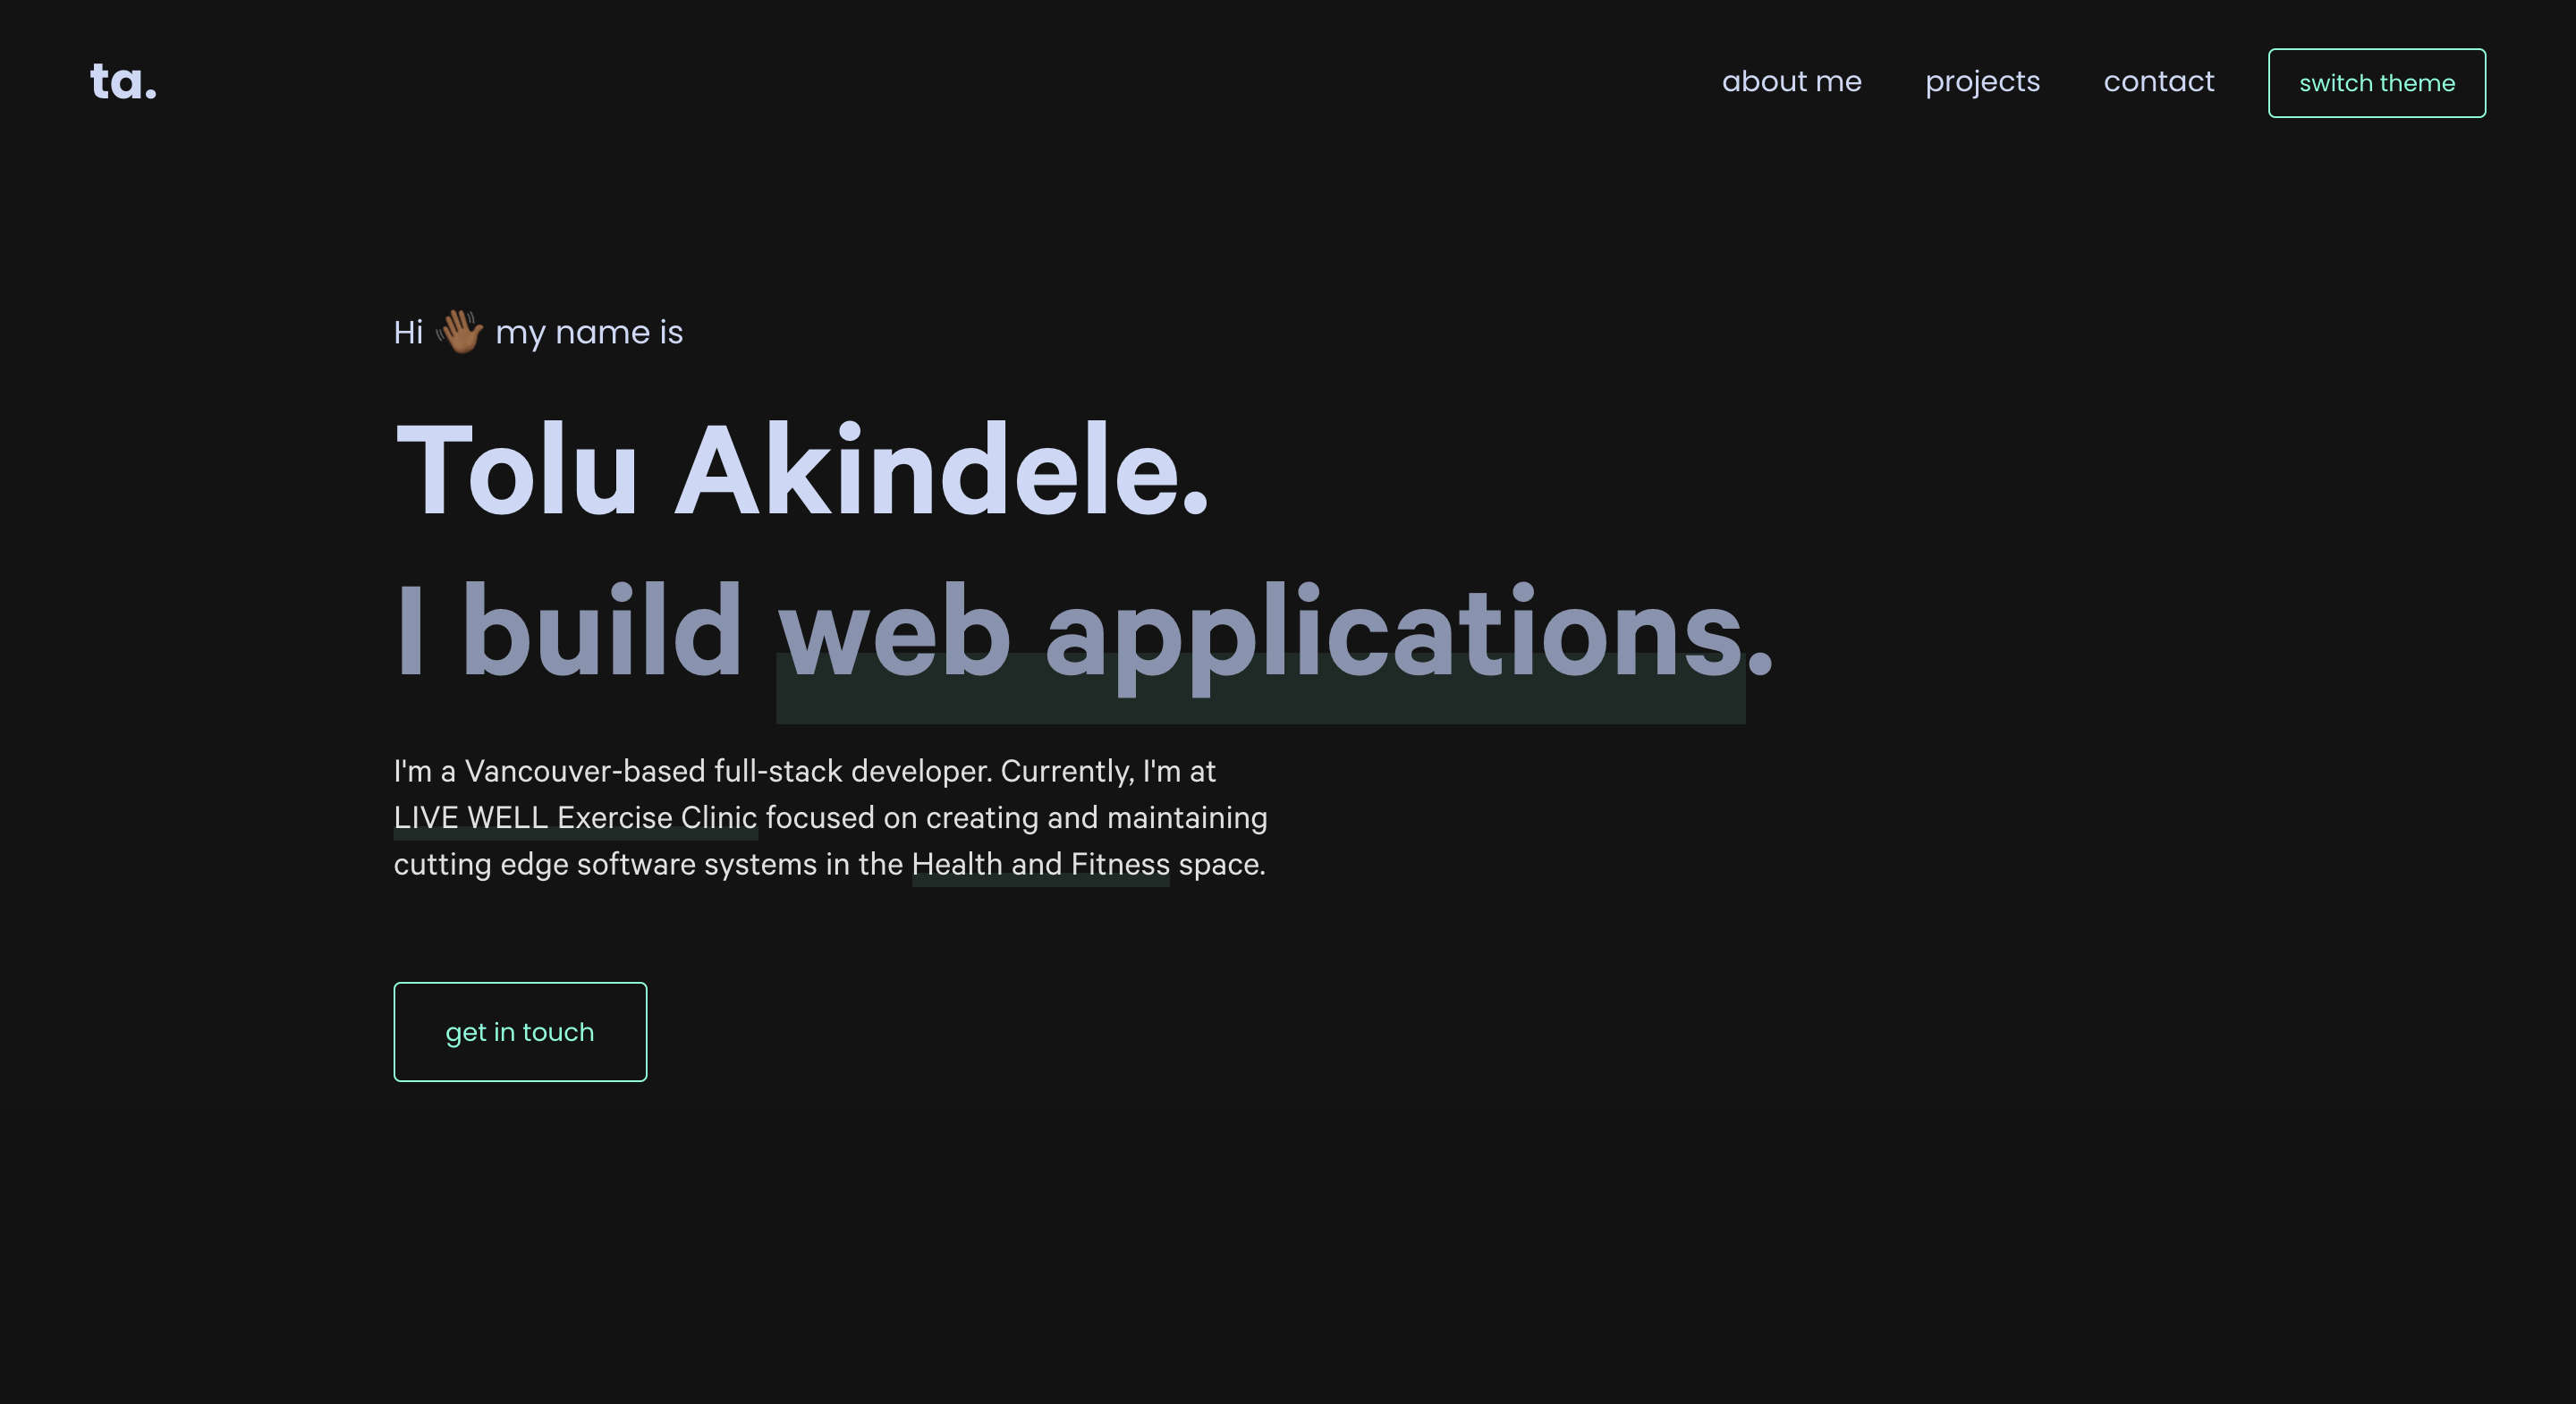 ta.
about me
projects
contact
switch theme
Hi 👋🏾 my name is
Tolu Akindele.
I build web applications.
I'm a Vancouver-based full-stack developer. Currently, I'm at
LIVE WELL Exercise Clinic focused on creating and maintaining
cutting edge software systems in the Health and Fitness space.
get in touch